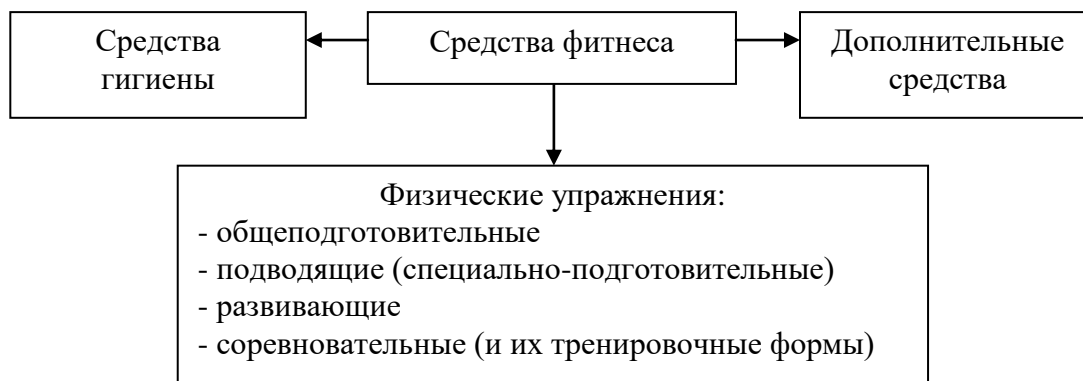 Средства
гигиены
Средства фитнеса
Дополнительные
средства
Физические упражнения:
- общеподготовительные
- подводящие (специально-подготовительные)
- развивающие
- соревновательные (и их тренировочные формы)